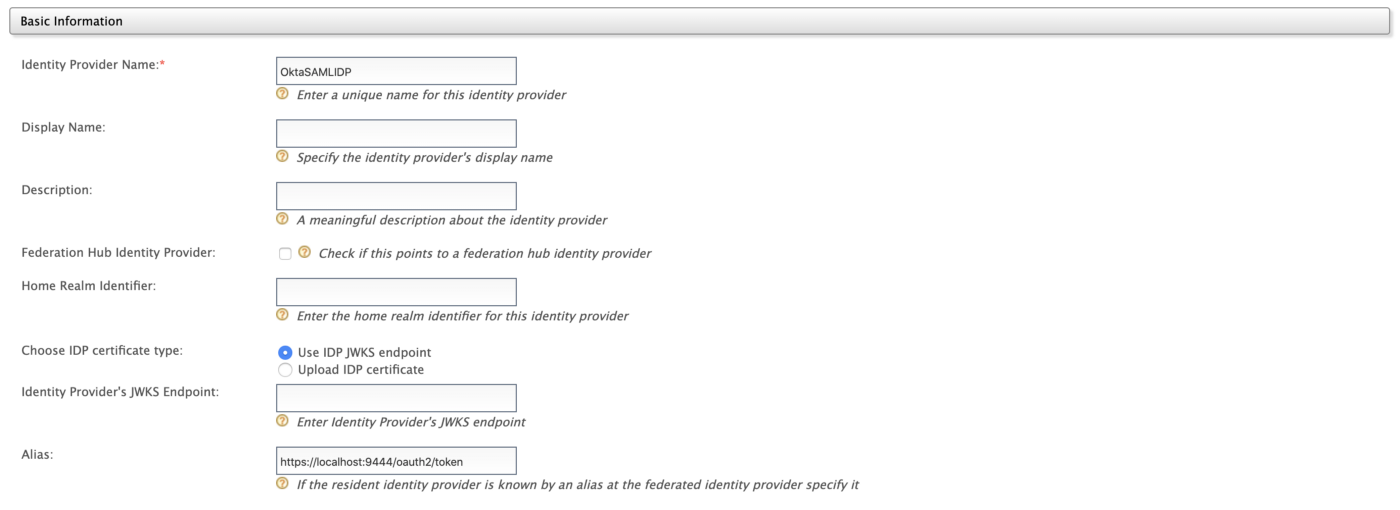 Basic Information
Identity Provider Name:*
OktaSAMLIDP
? Enter a unique name for this identity provider
Display Name:
? Specify the identity provider's display name
Description:
? A meaningful description about the identity provider
Federation Hub Identity Provider:
? Check if this points to a federation hub identity provider
Home Realm Identifier:
? Enter the home realm identifier for this identity provider
Choose IDP certificate type:
Use IDP JWKS endpoint
Upload IDP certificate
Identity Provider's JWKS Endpoint:
? Enter Identity Provider's JWKS endpoint
Alias:
https://localhost:9444/oauth2/token
? If the resident identity provider is known by an alias at the federated identity provider specify it